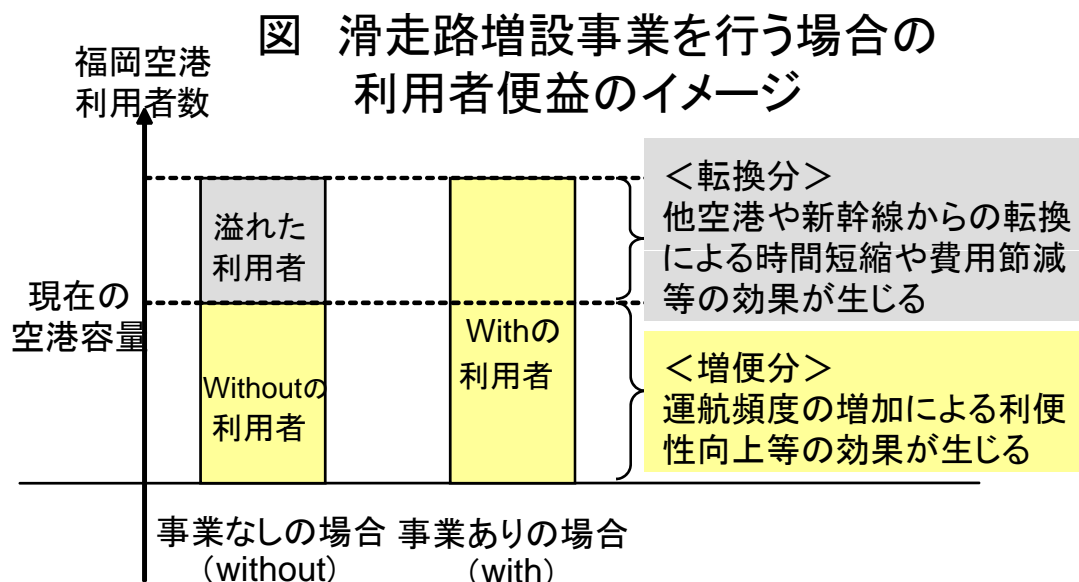 図 滑走路増設事業を行う場合の
利用者便益のイメージ
福岡空港
利用者数
溢れた
利用者
現在の
空港容量
Withoutの
利用者
Withの
利用者
＜転換分＞
他空港や新幹線からの転換
による時間短縮や費用節減
等の効果が生じる
＜増便分＞
運航頻度の増加による利便
性向上等の効果が生じる
事業なしの場合
（without）
事業ありの場合
（with）